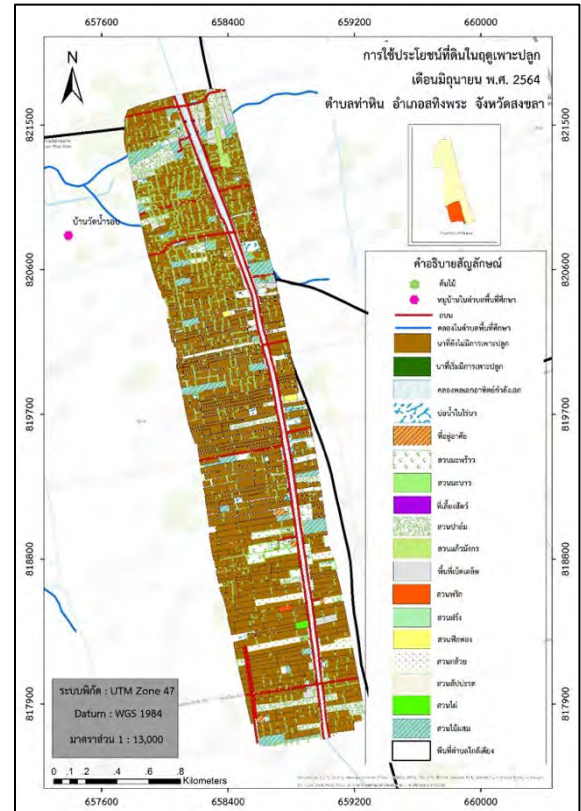 657600 658400 659200 660000
การใช้ประโยชน์ที่ดินในฤดูเพาะปลูก
เดือนมิถุนายน พ.ศ. 2564
ตำบลท่าหิน อำเภอสทิงพระ จังหวัดสงขลา
N
821500
821500
บ้านวัดน้ำรอบ
820600
820600
819700
819700
818800
818800
817900
817900
คำอธิบายสัญลักษณ์
ต้นไม้
หมู่บ้านในตำบลพื้นที่ศึกษา
ถนน
คลองในตำบลพื้นที่ศึกษา
นาที่ยังไม่มีการเพาะปลูก
นาที่เริ่มมีการเพาะปลูก
คลองพลเอกอาทิตย์กำลังเอก
บ่อน้ำในไร่นา
ที่อยู่อาศัย
สวนมะพร้าว
สวนมะนาว
ที่เลี้ยงสัตว์
สวนปาล์ม
สวนแก้วมังกร
พื้นที่เบ็ดเตล็ด
สวนพริก
สวนฝรั่ง
สวนฟักทอง
สวนกล้วย
สวนสัปปะรด
สวนไผ่
สวนไม้ผสม
พื้นที่ตำบลใกล้เคียง
ระบบพิกัด : UTM Zone 47
Datum : WGS 1984
มาตราส่วน 1 : 13,000
0 .1 .2 .4 .6 .8
Kilometers
657600 658400 659200 660000